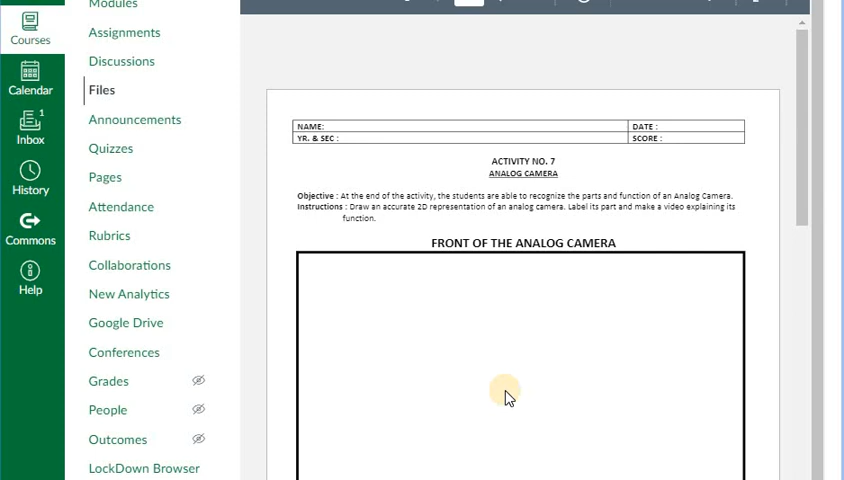 Courses
Calendar
1
Inbox
History
Commons
Help
Modules
Assignments
Discussions
Files
Announcements
Quizzes
Pages
Attendance
Rubrics
Collaborations
New Analytics
Google Drive
Conferences
Grades
People
Outcomes
LockDown Browser
NAME: DATE :
YR. & SEC : SCORE :
ACTIVITY NO. 7
ANALOG CAMERA
Objective : At the end of the activity, the students are able to recognize the parts and function of an Analog Camera.
Instructions : Draw an accurate 2D representation of an analog camera. Label its part and make a video explaining its
function.
FRONT OF THE ANALOG CAMERA